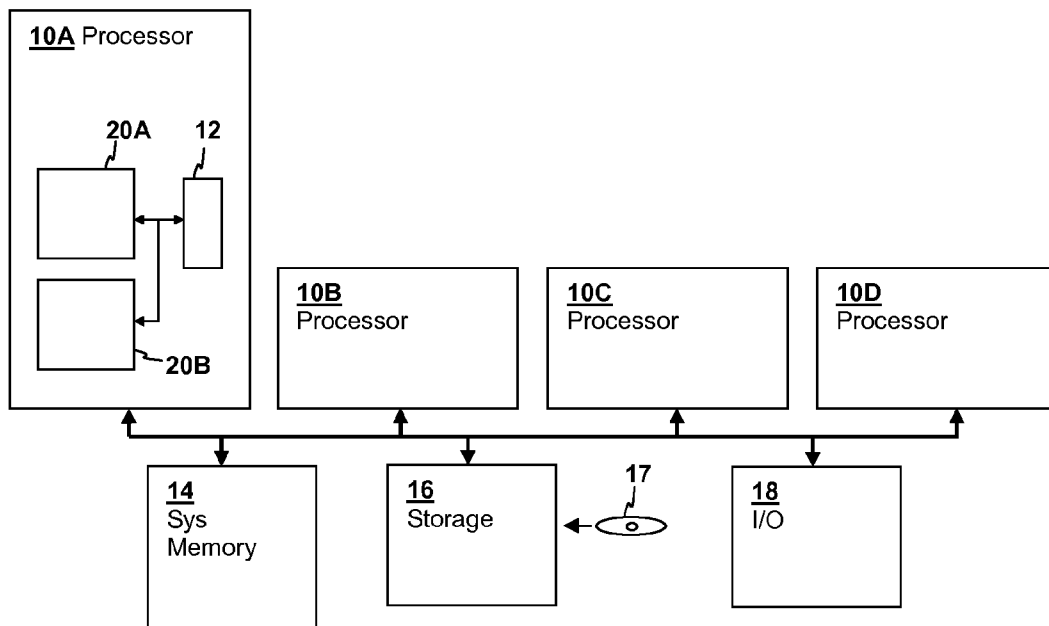 10A Processor
20A
12
20B
10B
Processor
10C
Processor
10D
Processor
14
Sys
Memory
16
Storage
17
18
I/O